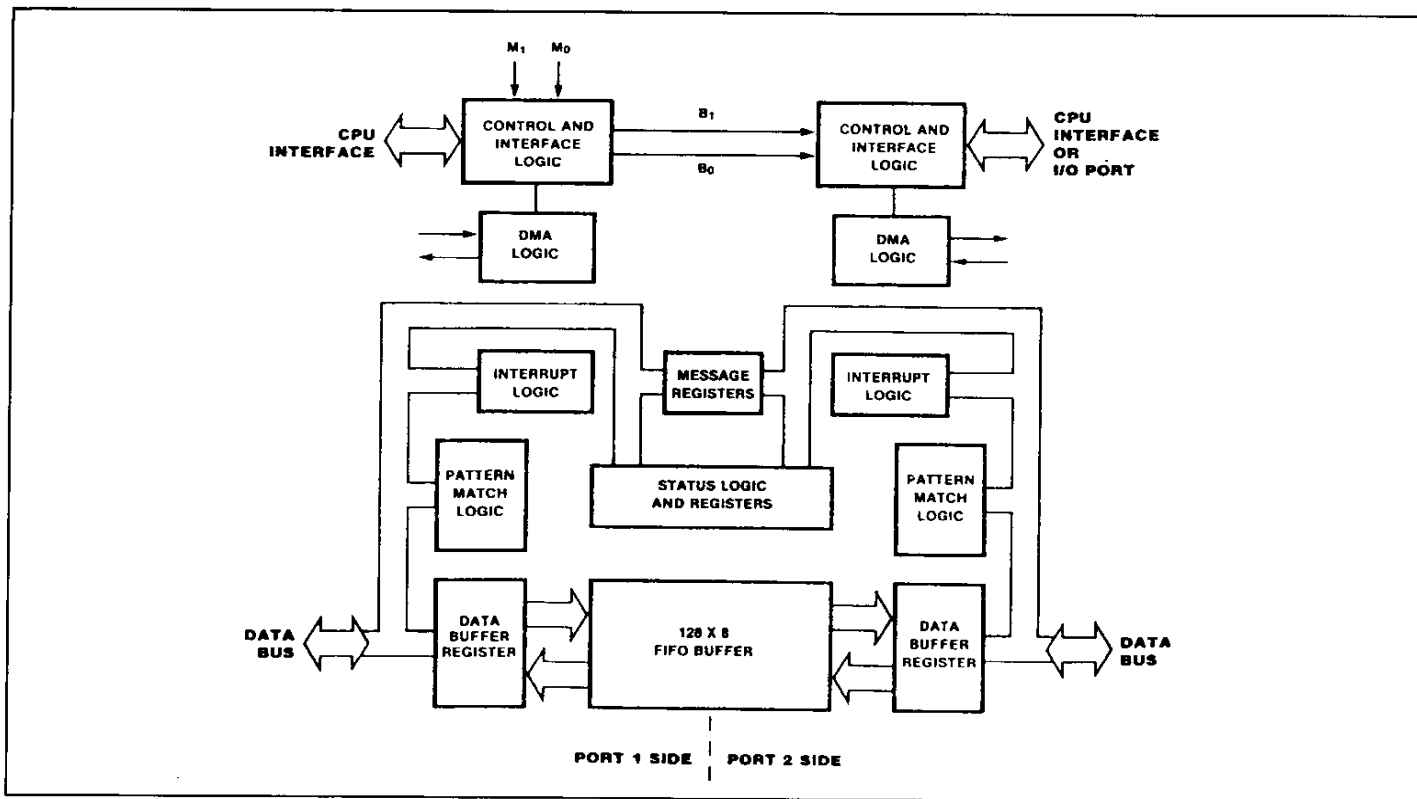 M1 M0
CPU
INTERFACE
CONTROL AND
INTERFACE
LOGIC
B1
B0
CONTROL AND
INTERFACE
LOGIC
CPU
INTERFACE
OR
I/O PORT
DMA
LOGIC
DMA
LOGIC
INTERRUPT
LOGIC
MESSAGE
REGISTERS
INTERRUPT
LOGIC
PATTERN
MATCH
LOGIC
STATUS LOGIC
AND REGISTERS
PATTERN
MATCH
LOGIC
DATA
BUS
DATA
BUFFER
REGISTER
128 X 8
FIFO BUFFER
DATA
BUFFER
REGISTER
DATA
BUS
PORT 1 SIDE
PORT 2 SIDE